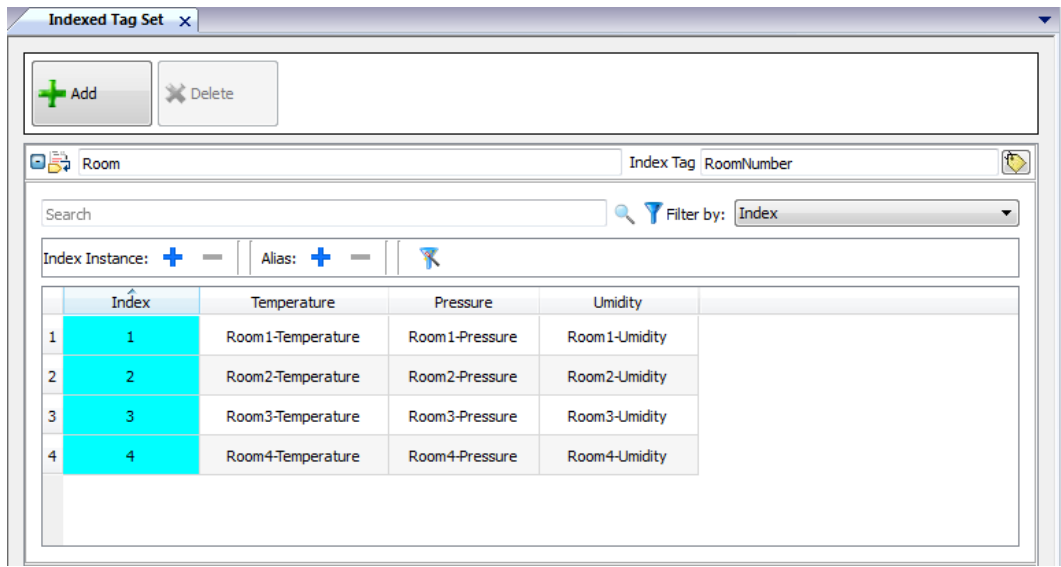 Indexed Tag Set
Add Delete
Room Index Tag RoomNumber
Search Filter by: Index
Index Instance: Alias:
Index Temperature Pressure Umidity
1 1 Room1-Temperature Room1-Pressure Room1-Umidity
2 2 Room2-Temperature Room2-Pressure Room2-Umidity
3 3 Room3-Temperature Room3-Pressure Room3-Umidity
4 4 Room4-Temperature Room4-Pressure Room4-Umidity